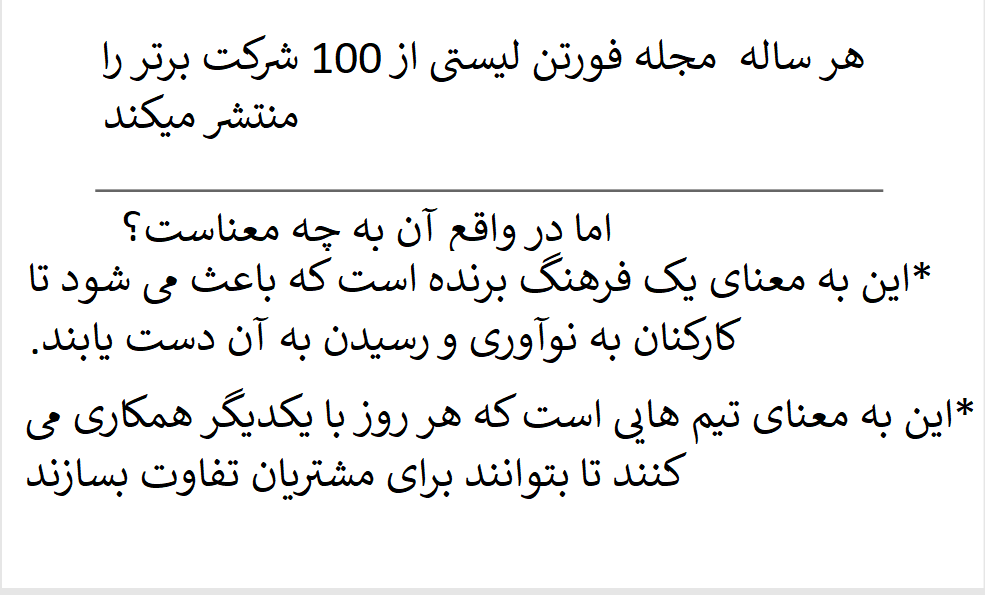 هر ساله مجله فورتن لیستی از 100 شرکت برتر را
منتشر میکند
اما در واقع آن به چه معناست؟
*این به معنای یک فرهنگ برنده است که باعث می شود تا
کارکنان به نوآوری و رسیدن به آن دست یابند.
*این به معنای تیم هایی است که هر روز با یکدیگر همکاری می
کنند تا بتوانند برای مشتریان تفاوت بسازند